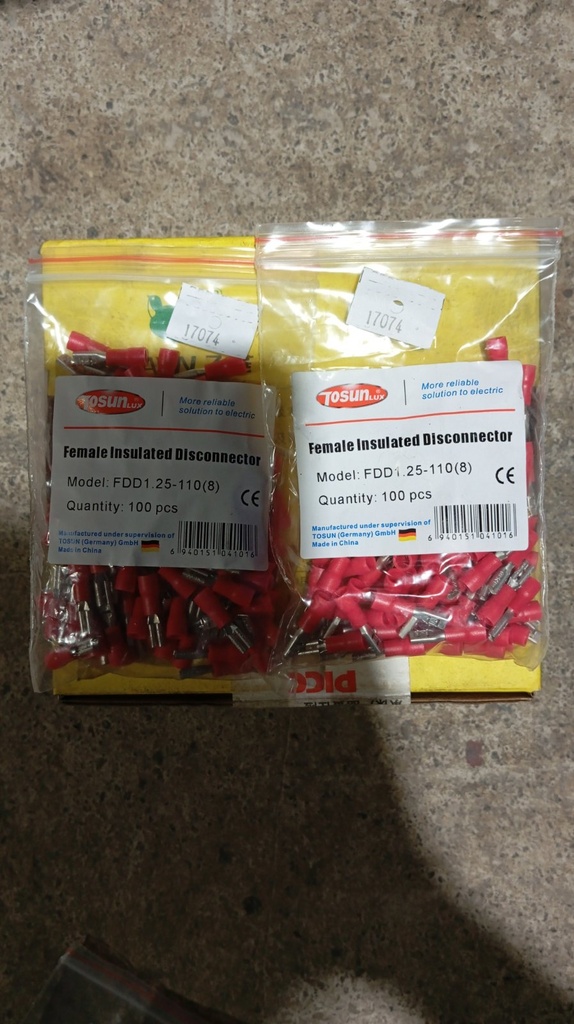 17074
TOSUN LUX
More reliable
solution to electric
Female Insulated Disconnector
Model: FDD1.25-110(8)
Quantity: 100 pcs
CE
Manufactured under supervision of
TOSUN (Germany) GmbH
Made in China
6 940151 041016
17074
TOSUN LUX
More reliable
solution to electric
Female Insulated Disconnector
Model: FDD1.25-110(8)
Quantity: 100 pcs
CE
Manufactured under supervision of
TOSUN (Germany) GmbH
Made in China
6 940151 041016
PICO